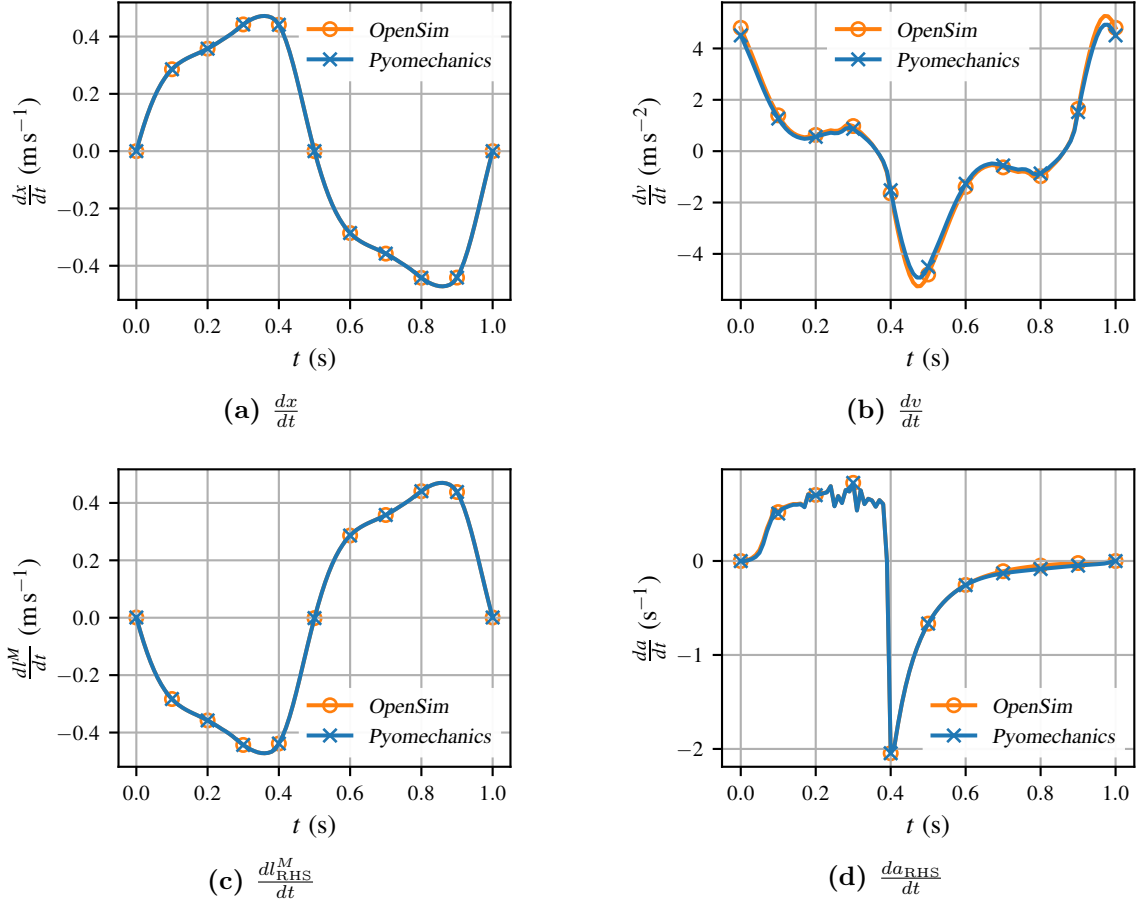 0.4
0.2
0.0
−0.2
−0.4
dx/dt (m s⁻¹)
OpenSim
Pyomechanics
0.0 0.2 0.4 0.6 0.8 1.0
t (s)
(a) dx/dt
4
2
0
−2
−4
dv/dt (m s⁻²)
OpenSim
Pyomechanics
0.0 0.2 0.4 0.6 0.8 1.0
t (s)
(b) dv/dt
0.4
0.2
0.0
−0.2
−0.4
dl^M/dt (m s⁻¹)
OpenSim
Pyomechanics
0.0 0.2 0.4 0.6 0.8 1.0
t (s)
(c) dl^M_RHS/dt
0
−1
−2
da/dt (s⁻¹)
OpenSim
Pyomechanics
0.0 0.2 0.4 0.6 0.8 1.0
t (s)
(d) da_RHS/dt